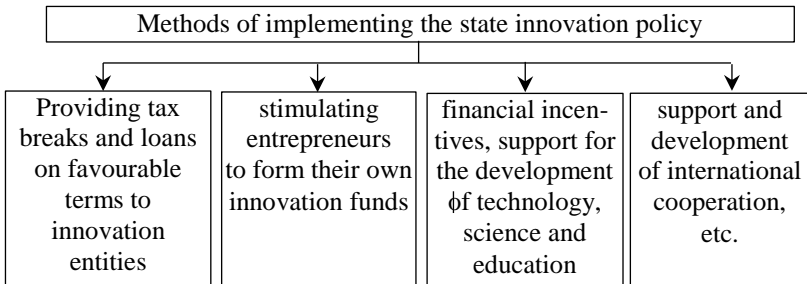 Methods of implementing the state innovation policy
Providing tax
breaks and loans
on favourable
terms to
innovation
entities
stimulating
entrepreneurs
to form their own
innovation funds
financial incen-
tives, support for
the development
ϕf technology,
science and
education
support and
development
of international
cooperation,
etc.